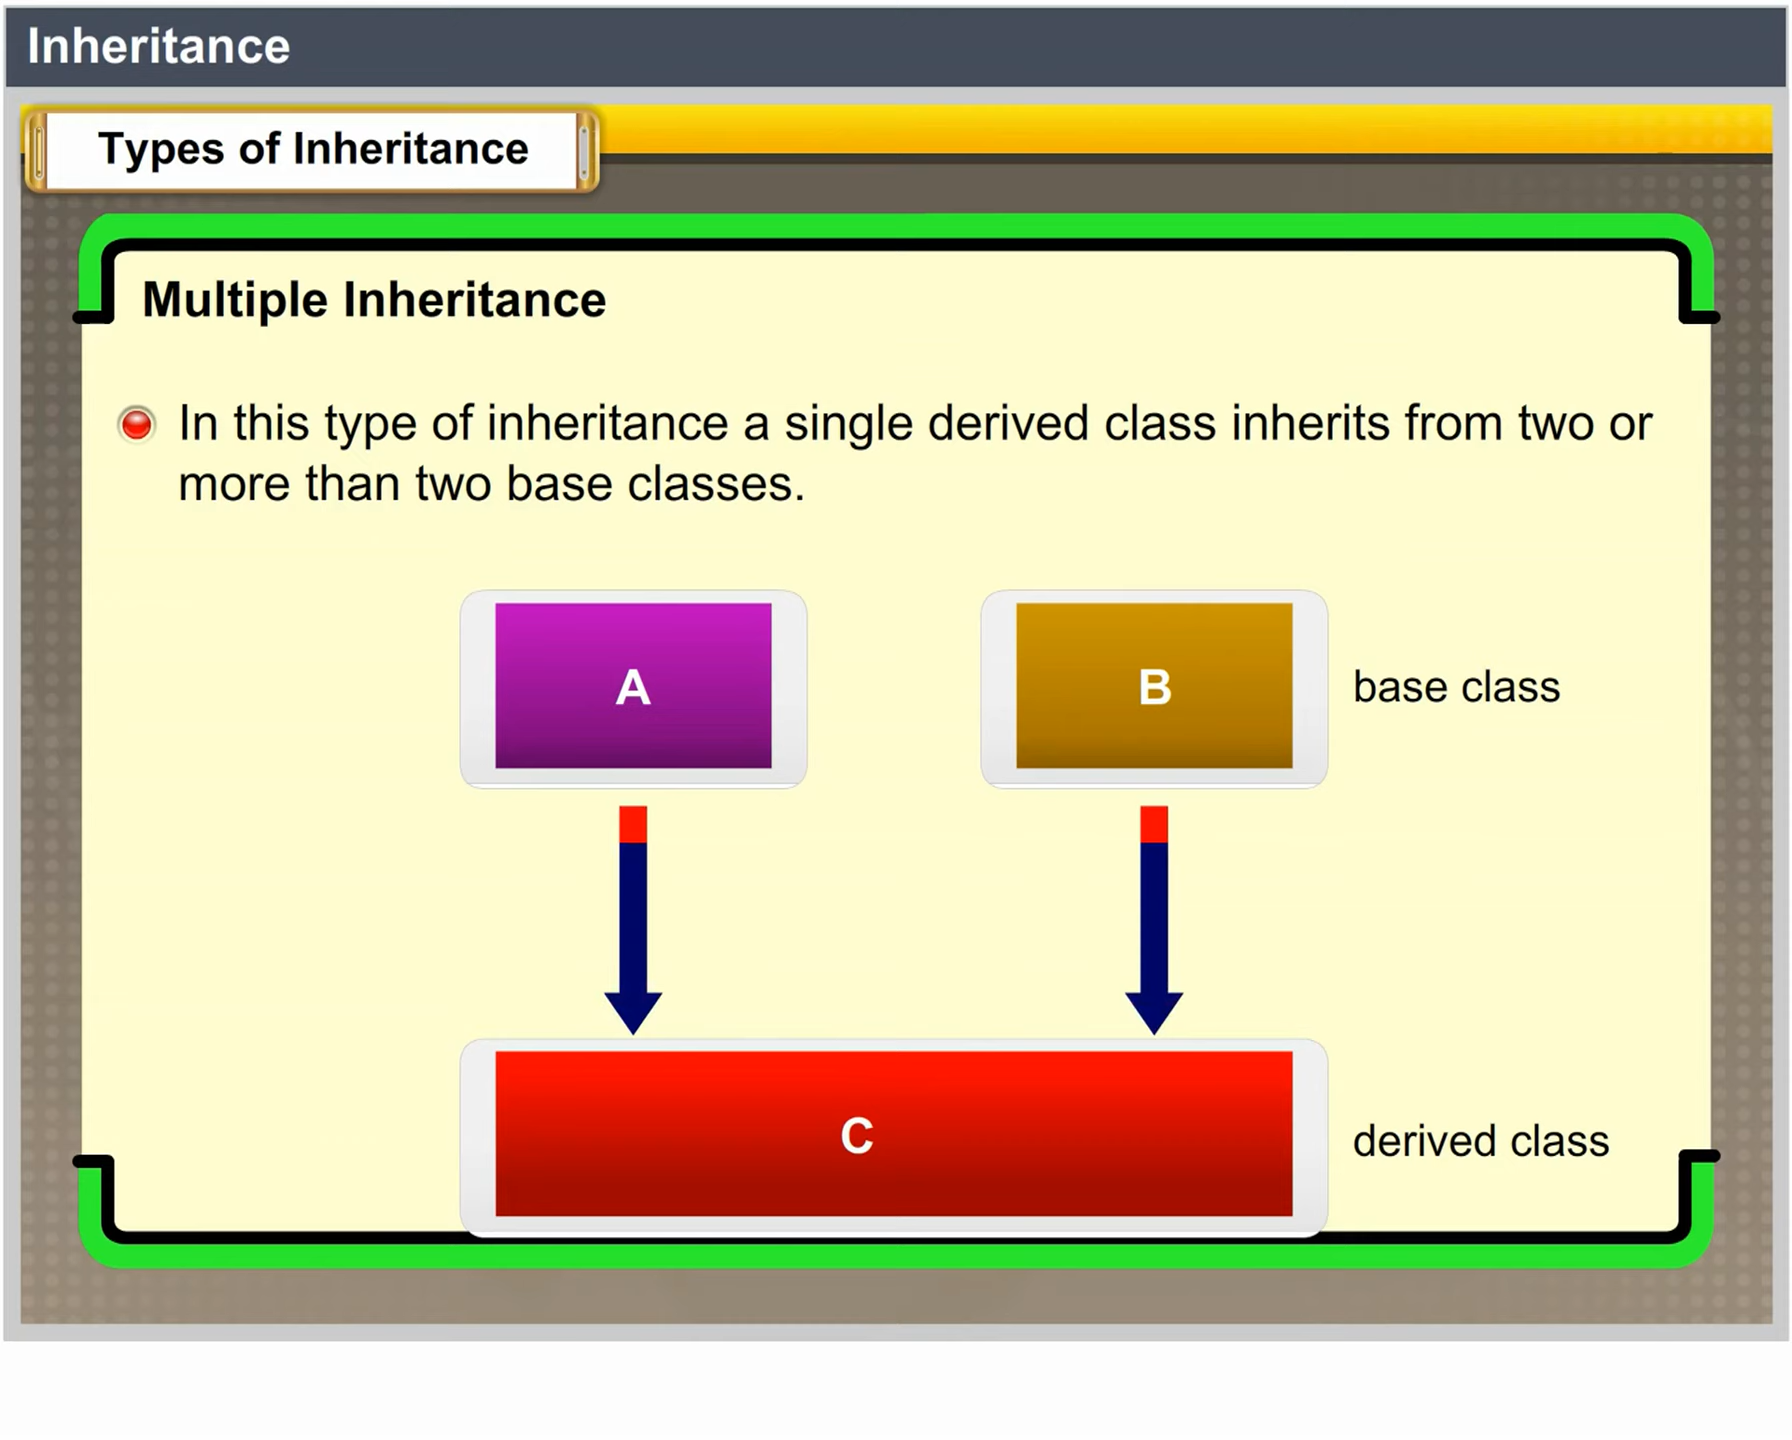 Inheritance
Types of Inheritance
Multiple Inheritance
In this type of inheritance a single derived class inherits from two or
more than two base classes.
A
B
base class
C
derived class